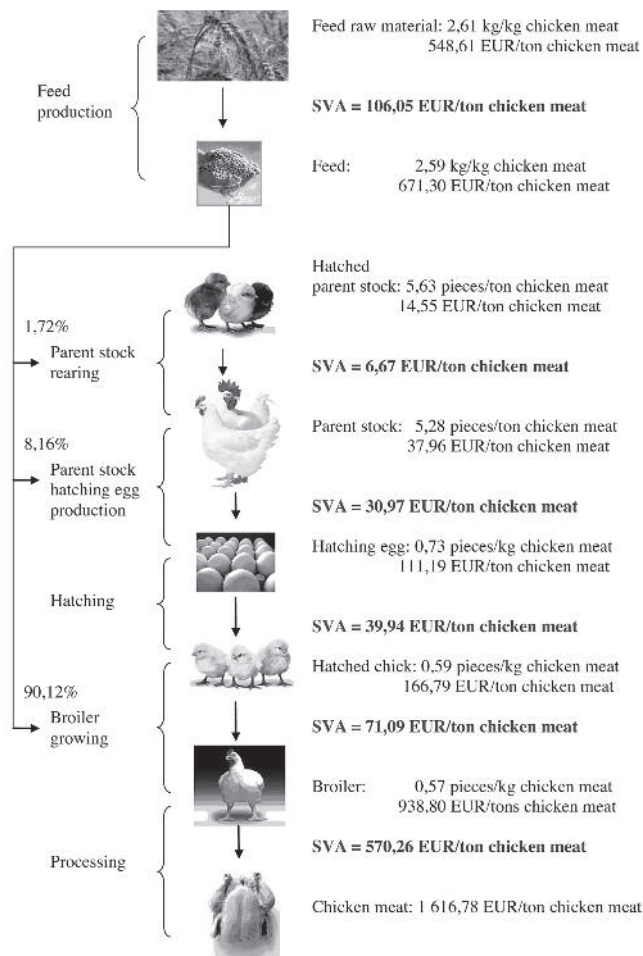 Feed raw material: 2,61 kg/kg chicken meat
548,61 EUR/ton chicken meat
Feed
production
SVA = 106,05 EUR/ton chicken meat
Feed: 2,59 kg/kg chicken meat
671,30 EUR/ton chicken meat
Hatched
parent stock: 5,63 pieces/ton chicken meat
14,55 EUR/ton chicken meat
1,72%
Parent stock
rearing
SVA = 6,67 EUR/ton chicken meat
Parent stock: 5,28 pieces/ton chicken meat
37,96 EUR/ton chicken meat
8,16%
Parent stock
hatching egg
production
SVA = 30,97 EUR/ton chicken meat
Hatching egg: 0,73 pieces/kg chicken meat
111,19 EUR/ton chicken meat
Hatching
SVA = 39,94 EUR/ton chicken meat
Hatched chick: 0,59 pieces/kg chicken meat
166,79 EUR/ton chicken meat
90,12%
Broiler
growing
SVA = 71,09 EUR/ton chicken meat
Broiler: 0,57 pieces/kg chicken meat
938,80 EUR/tons chicken meat
Processing
SVA = 570,26 EUR/ton chicken meat
Chicken meat: 1 616,78 EUR/ton chicken meat